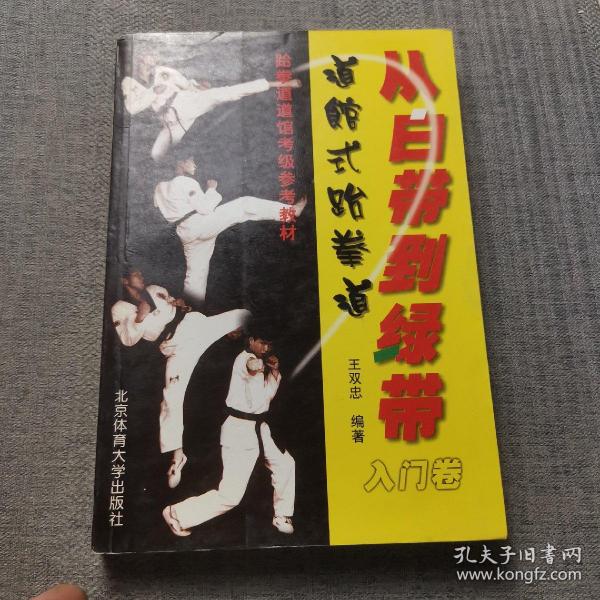 从白带到绿带
道館式跆拳道
跆拳道道馆考级参考教材
王双忠 编著
入门卷
北京体育大学出版社
孔夫子旧书网
www.kongfz.com